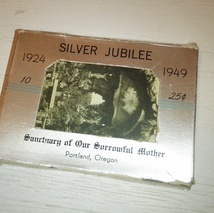 SILVER JUBILEE
1924 1949
10 25¢
Sanctuary of Our Sorrowful Mother
Portland, Oregon